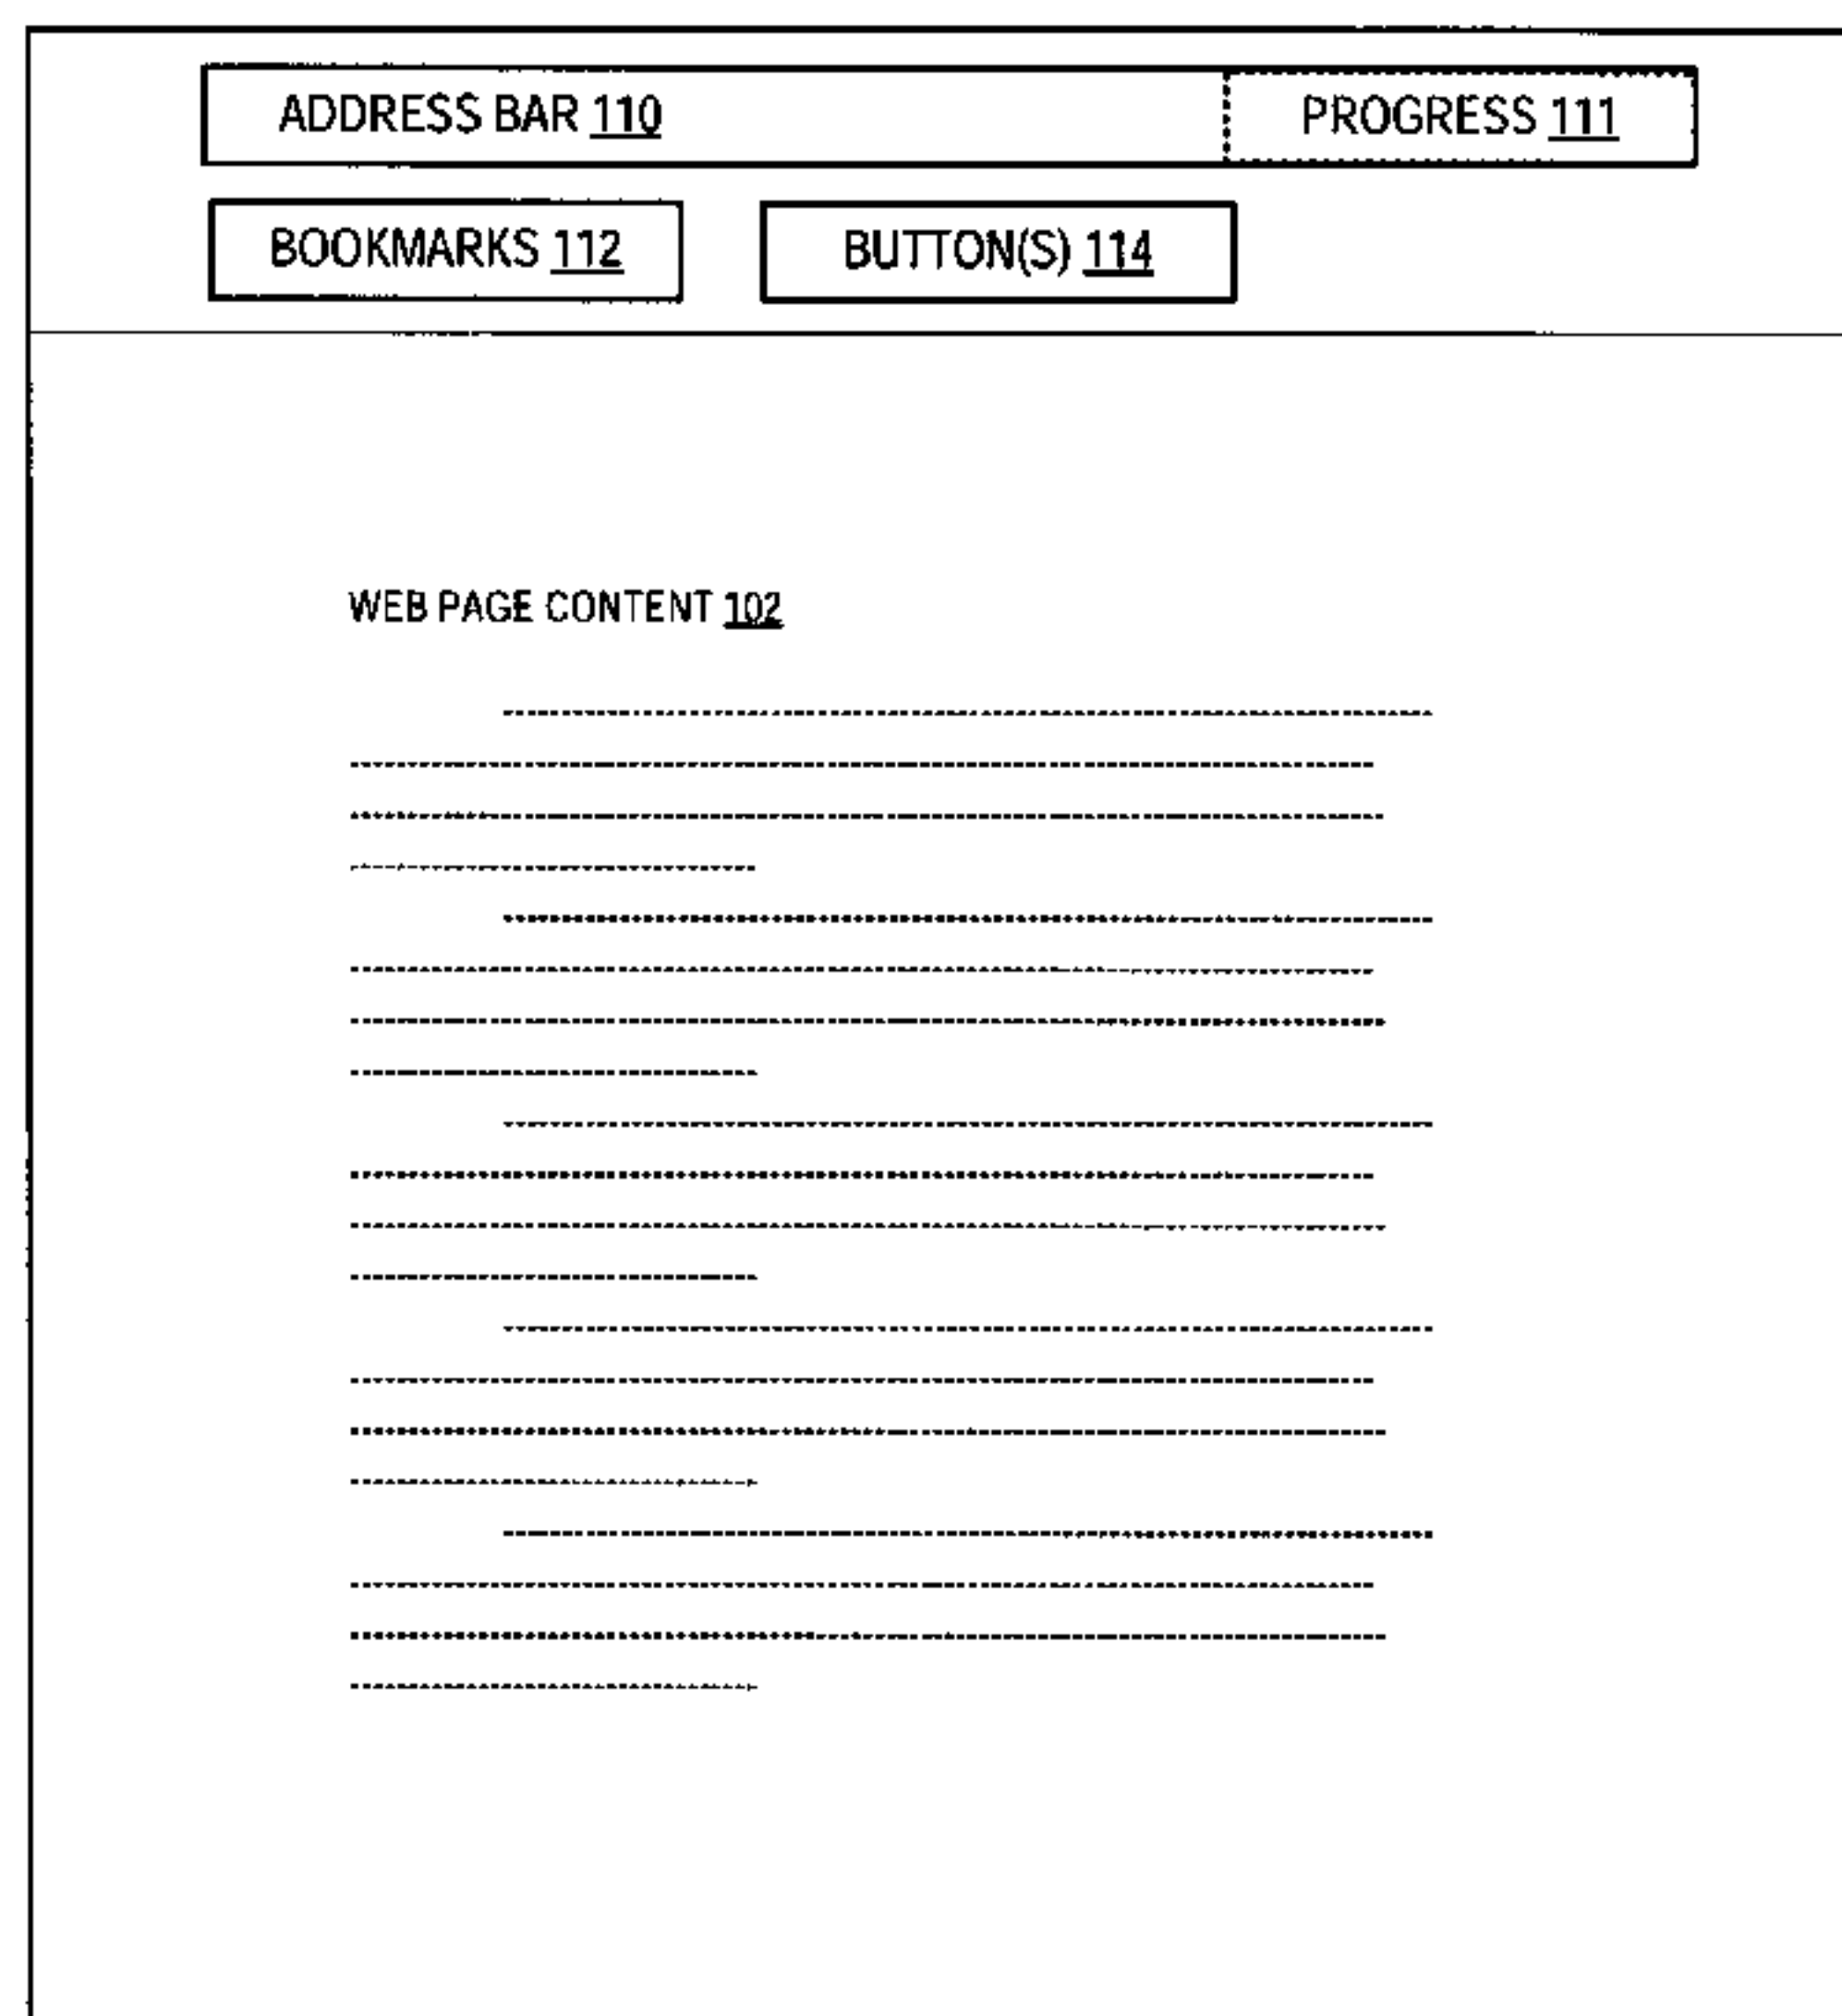 ADDRESS BAR 110 PROGRESS 111
BOOKMARKS 112 BUTTON(S) 114
WEB PAGE CONTENT 102